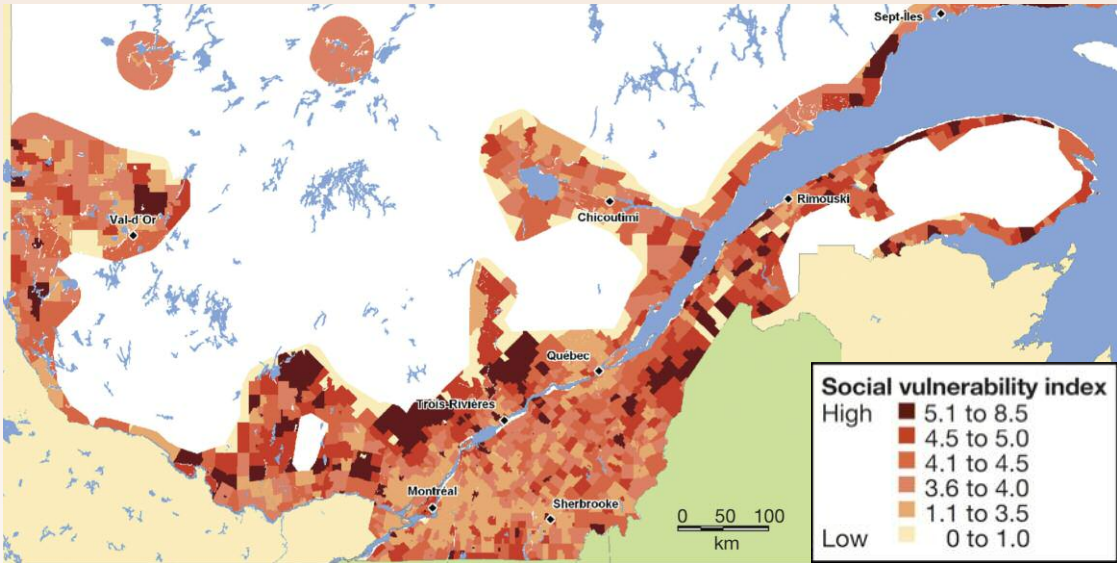 Sept-Îles
Val-d´Or
Chicoutimi
Rimouski
Québec
Trois-Rivières
Montréal
Sherbrooke
0 50 100
km
Social vulnerability index
High 5.1 to 8.5
4.5 to 5.0
4.1 to 4.5
3.6 to 4.0
1.1 to 3.5
Low 0 to 1.0